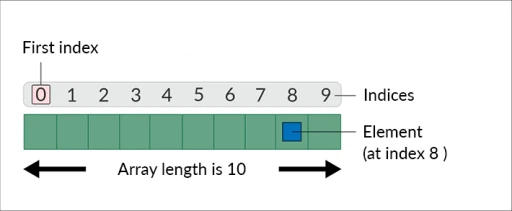 First index
0 1 2 3 4 5 6 7 8 9
Indices
Element
(at index 8 )
Array length is 10